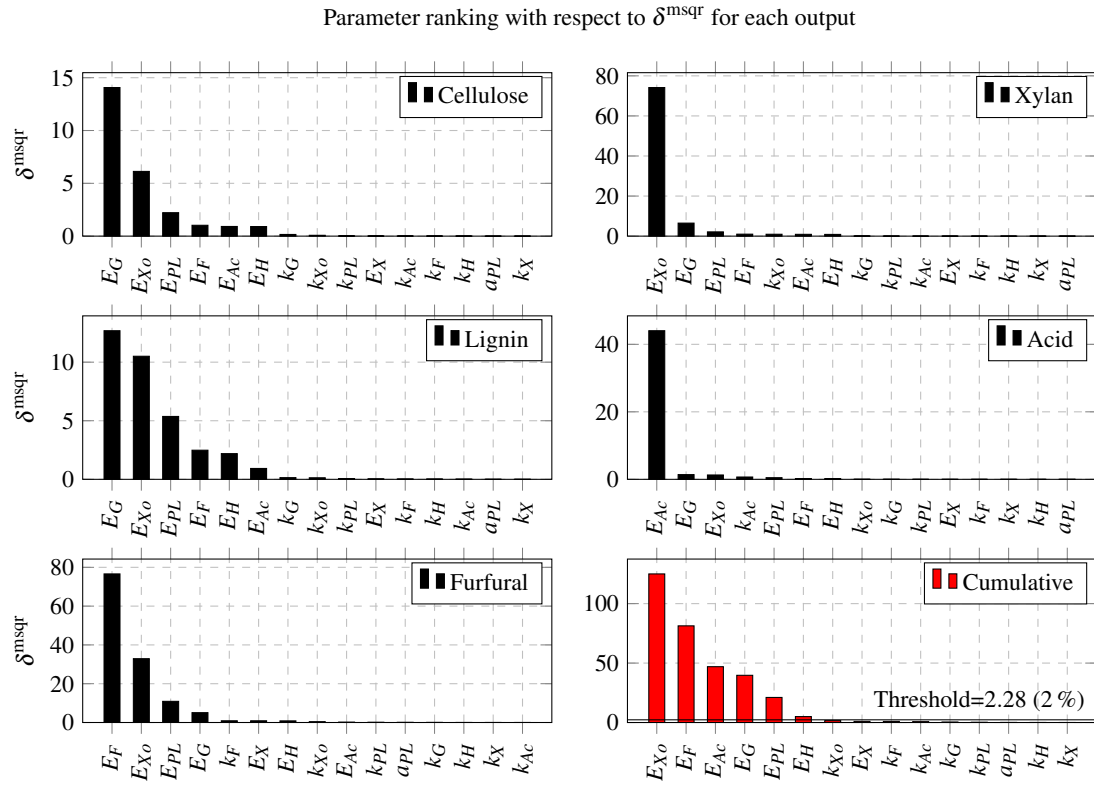 Parameter ranking with respect to δ^msqr for each output
δ^msqr
15
10
5
0
Cellulose
E_G E_Xo E_PL E_F E_Ac E_H k_G k_Xo k_PL E_X k_Ac k_F k_H a_PL k_X
80
60
40
20
0
Xylan
E_Xo E_G E_PL E_F k_Xo E_Ac E_H k_G k_PL k_Ac E_X k_F k_H k_X a_PL
δ^msqr
10
5
0
Lignin
E_G E_Xo E_PL E_F E_H E_Ac k_G k_Xo k_PL E_X k_F k_H k_Ac a_PL k_X
40
20
0
Acid
E_Ac E_G E_Xo k_Ac E_PL E_F E_H k_Xo k_G k_PL E_X k_F k_X k_H a_PL
δ^msqr
80
60
40
20
0
Furfural
E_F E_Xo E_PL E_G k_F E_X E_H k_Xo E_Ac k_PL a_PL k_G k_H k_X k_Ac
100
50
0
Cumulative
Threshold=2.28 (2 %)
E_Xo E_F E_Ac E_G E_PL E_H k_Xo E_X k_F k_Ac k_G k_PL a_PL k_H k_X